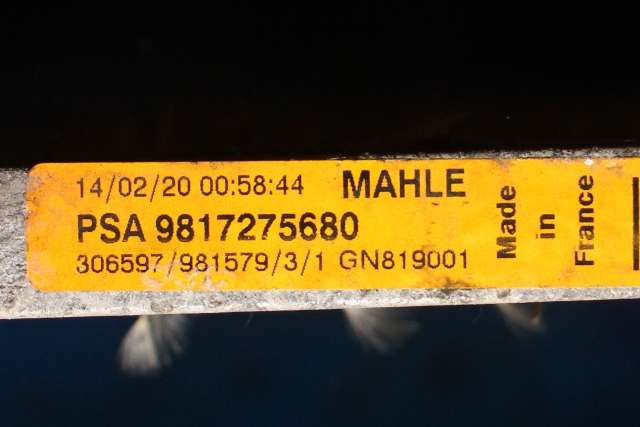 14/02/20 00:58:44 MAHLE
PSA 9817275680
306597/981579/3/1 GN819001
Made
in
France